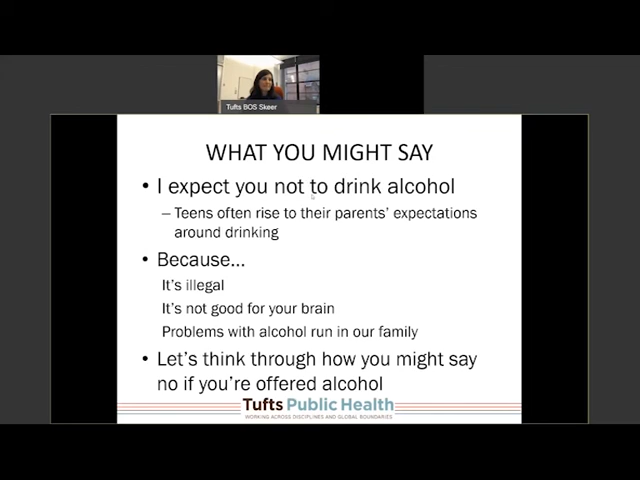 Tufts BOS Skeer
WHAT YOU MIGHT SAY
• I expect you not to drink alcohol
– Teens often rise to their parents' expectations
around drinking
• Because...
It's illegal
It's not good for your brain
Problems with alcohol run in our family
• Let's think through how you might say
no if you're offered alcohol
Tufts Public Health
WORKING ACROSS DISCIPLINES AND GLOBAL BOUNDARIES